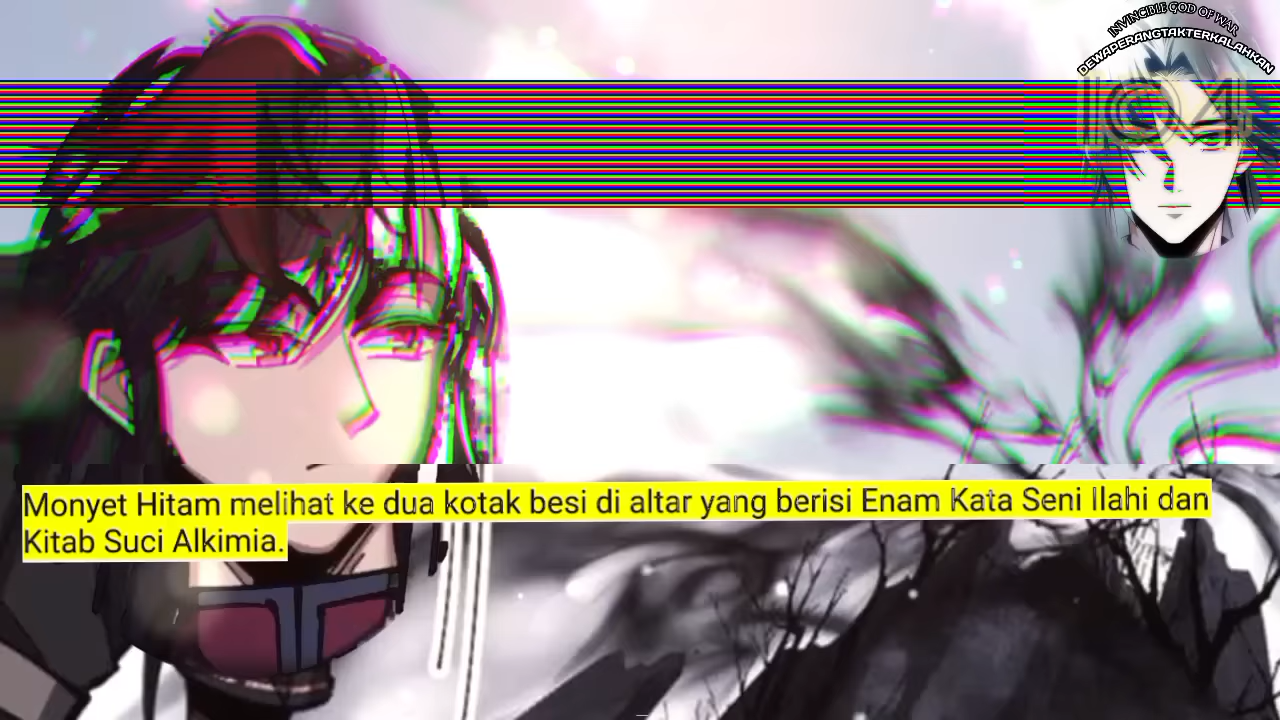 INVINCIBLE GOD OF WAR
DEWAPERANGTAKTERKALAHKAN
Monyet Hitam melihat ke dua kotak besi di altar yang berisi Enam Kata Seni Ilahi dan
Kitab Suci Alkimia.